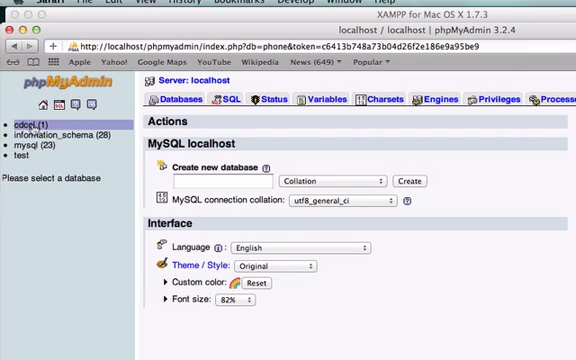 Safari File Edit View History Bookmarks Develop Window Help
XAMPP for Mac OS X 1.7.3
localhost / localhost | phpMyAdmin 3.2.4
http://localhost/phpmyadmin/index.php?db=phone&token=c6413b748a73b04d26f2e186e9a95be9
Apple Yahoo! Google Maps YouTube Wikipedia News (6) Popular
phpMyAdmin
Server: localhost
Databases SQL Status Variables Charsets Engines Privileges Processe
cdcol (1)
information_schema (28)
mysql (23)
test
Please select a database
Actions
MySQL localhost
Create new database
Collation Create
MySQL connection collation: utf8_general_ci
Interface
Language : English
Theme / Style: Original
Custom color: Reset
Font size: 82%